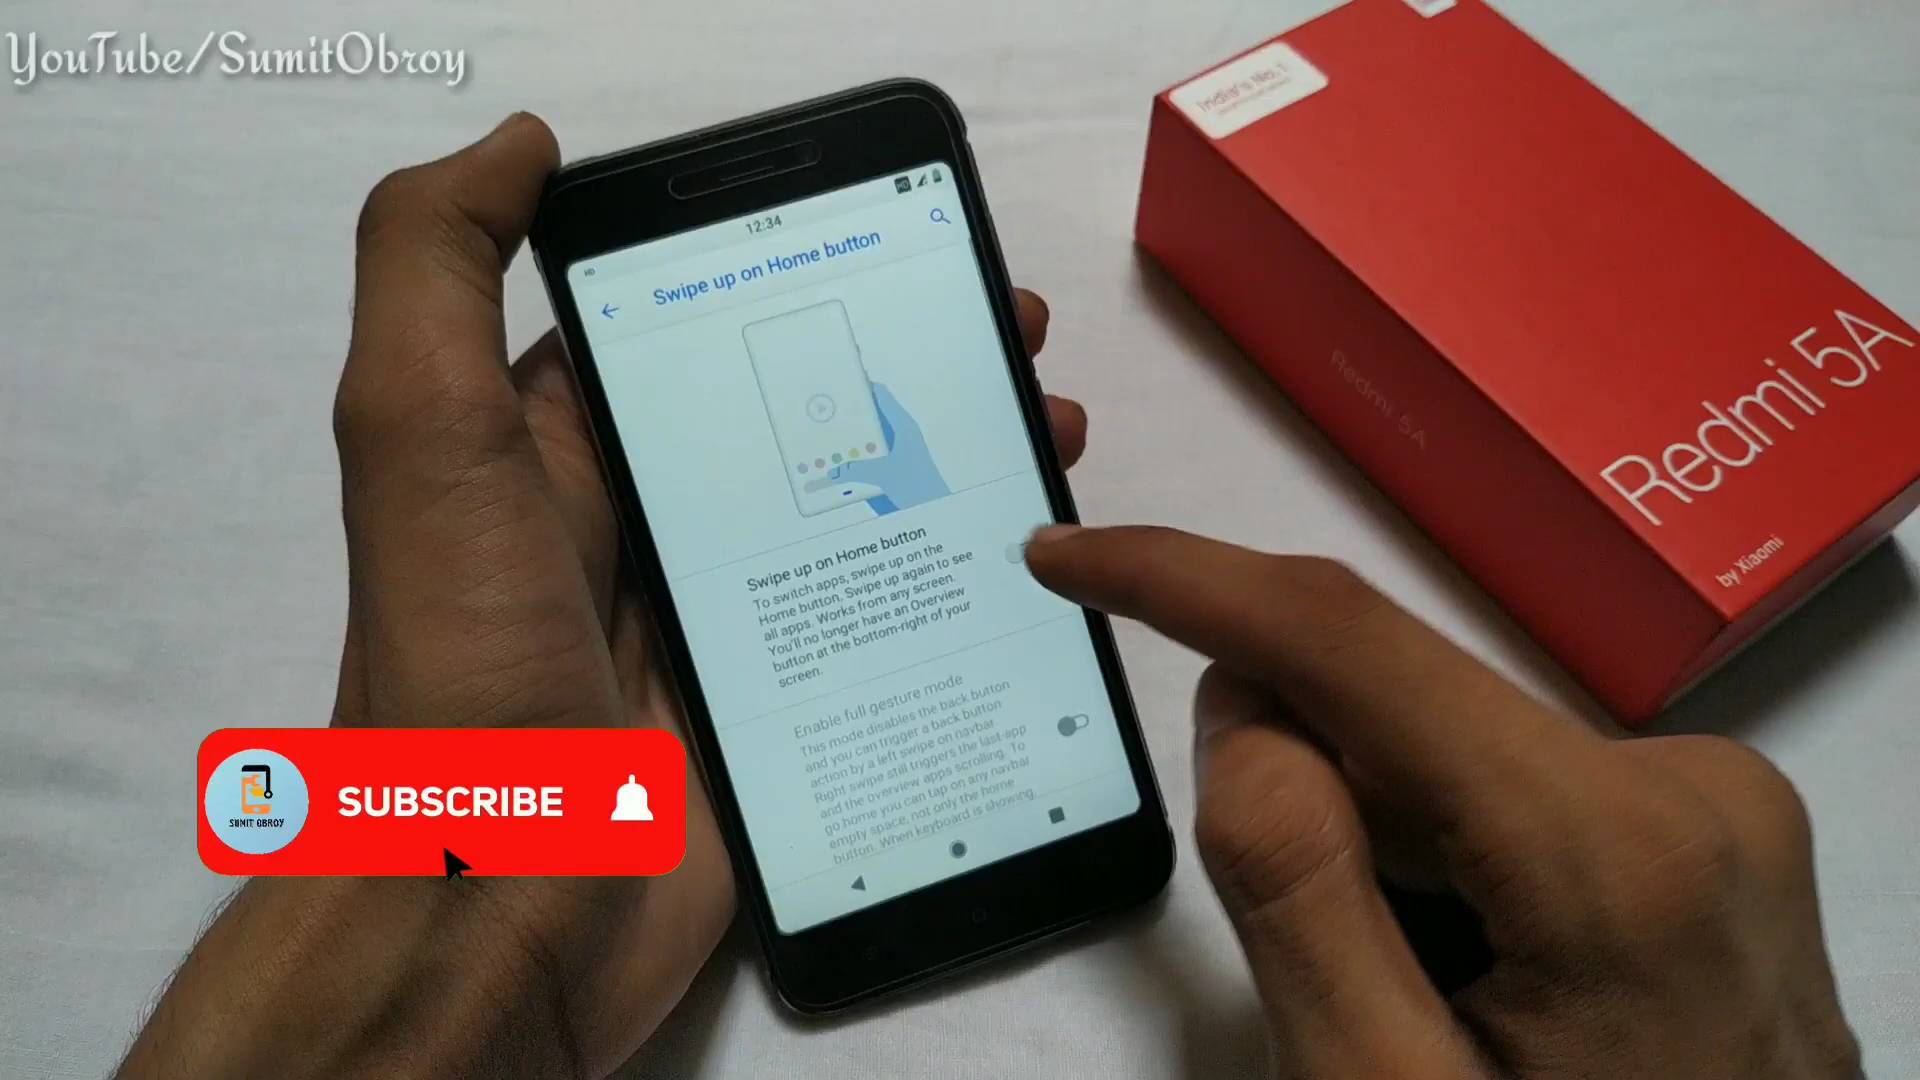 YouTube/SumitObroy
India's No. 1
HD
12:34
HD
Swipe up on Home button
Swipe up on Home button
To switch apps, swipe up on the
Home button. Swipe up again to see
all apps. Works from any screen.
You'll no longer have an Overview
button at the bottom-right of your
screen.
Enable full gesture mode
This mode disables the back button
and you can trigger a back button
action by a left swipe on navbar
Right swipe still triggers the last-app
and the overview apps scrolling. To
go home you can tap on any navbar
empty space, not only the home
button. When keyboard is showing,
Redmi 5A
Redmi 5A
by Xiaomi
SUMIT OBROY
SUBSCRIBE